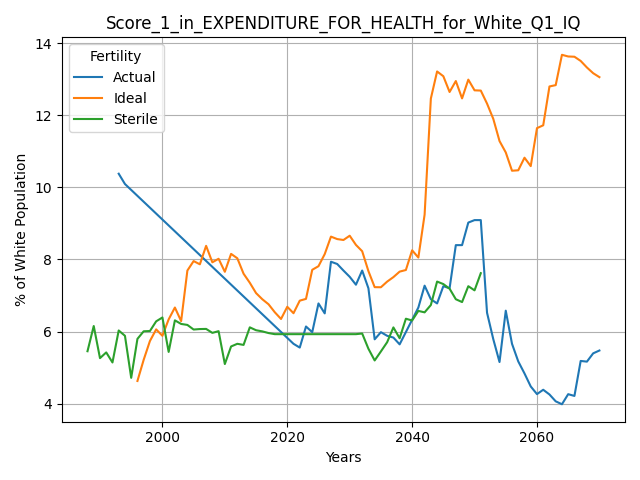 Score_1_in_EXPENDITURE_FOR_HEALTH_for_White_Q1_IQ
Fertility
Actual
Ideal
Sterile
% of White Population
14
12
10
8
6
4
2000
2020
2040
2060
Years